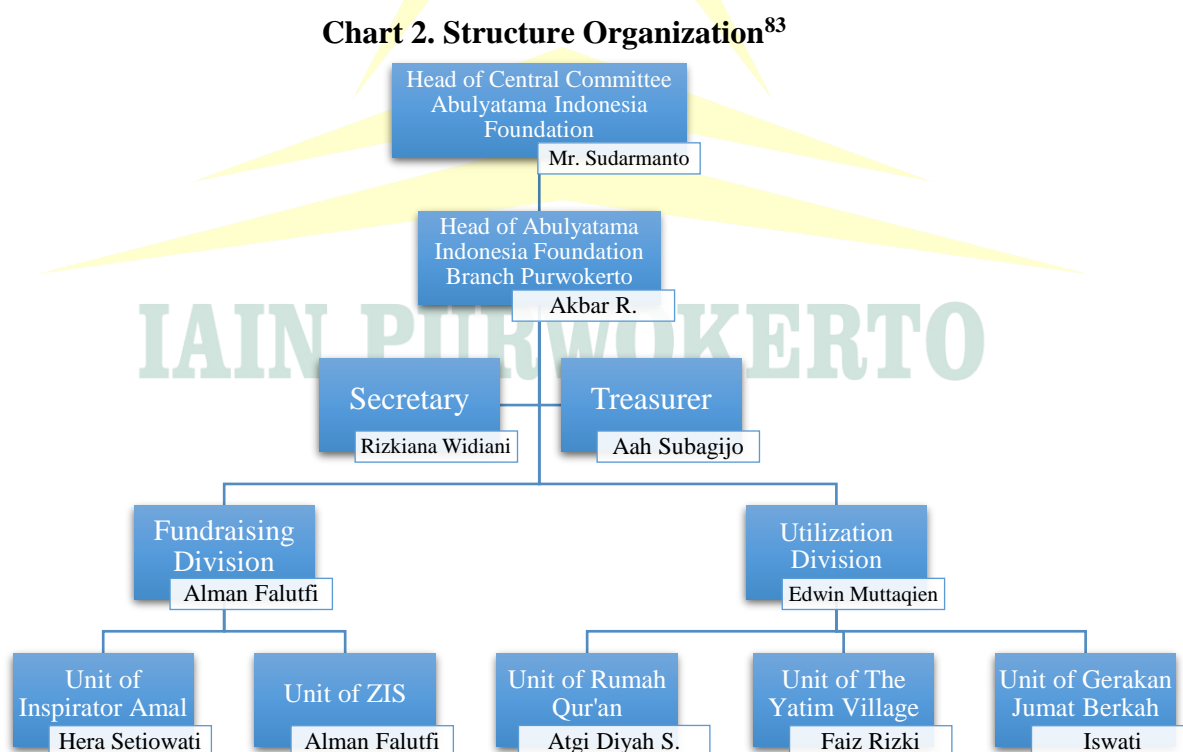 Chart 2. Structure Organization83
Head of Central Committee
Abulyatama Indonesia
Foundation
Mr. Sudarmanto
Head of Abulyatama
Indonesia Foundation
Branch Purwokerto
Akbar R.
IAIN PURWOKERTO
Secretary
Rizkiana Widiani
Treasurer
Aah Subagijo
Fundraising
Division
Alman Falutfi
Utilization
Division
Edwin Muttaqien
Unit of
Inspirator Amal
Hera Setiowati
Unit of ZIS
Alman Falutfi
Unit of Rumah
Qur'an
Atgi Diyah S.
Unit of The
Yatim Village
Faiz Rizki
Unit of Gerakan
Jumat Berkah
Iswati